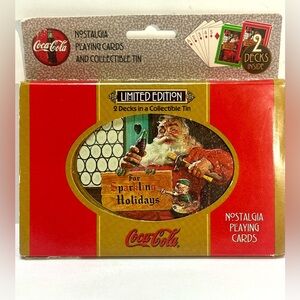 Coca-Cola
NOSTALGIA
PLAYING CARDS
AND COLLECTIBLE TIN
2
DECKS
INSIDE
LIMITED EDITION
2 Decks in a Collectible Tin
For
Sparkling
Holidays
Coca-Cola
NOSTALGIA
PLAYING
CARDS